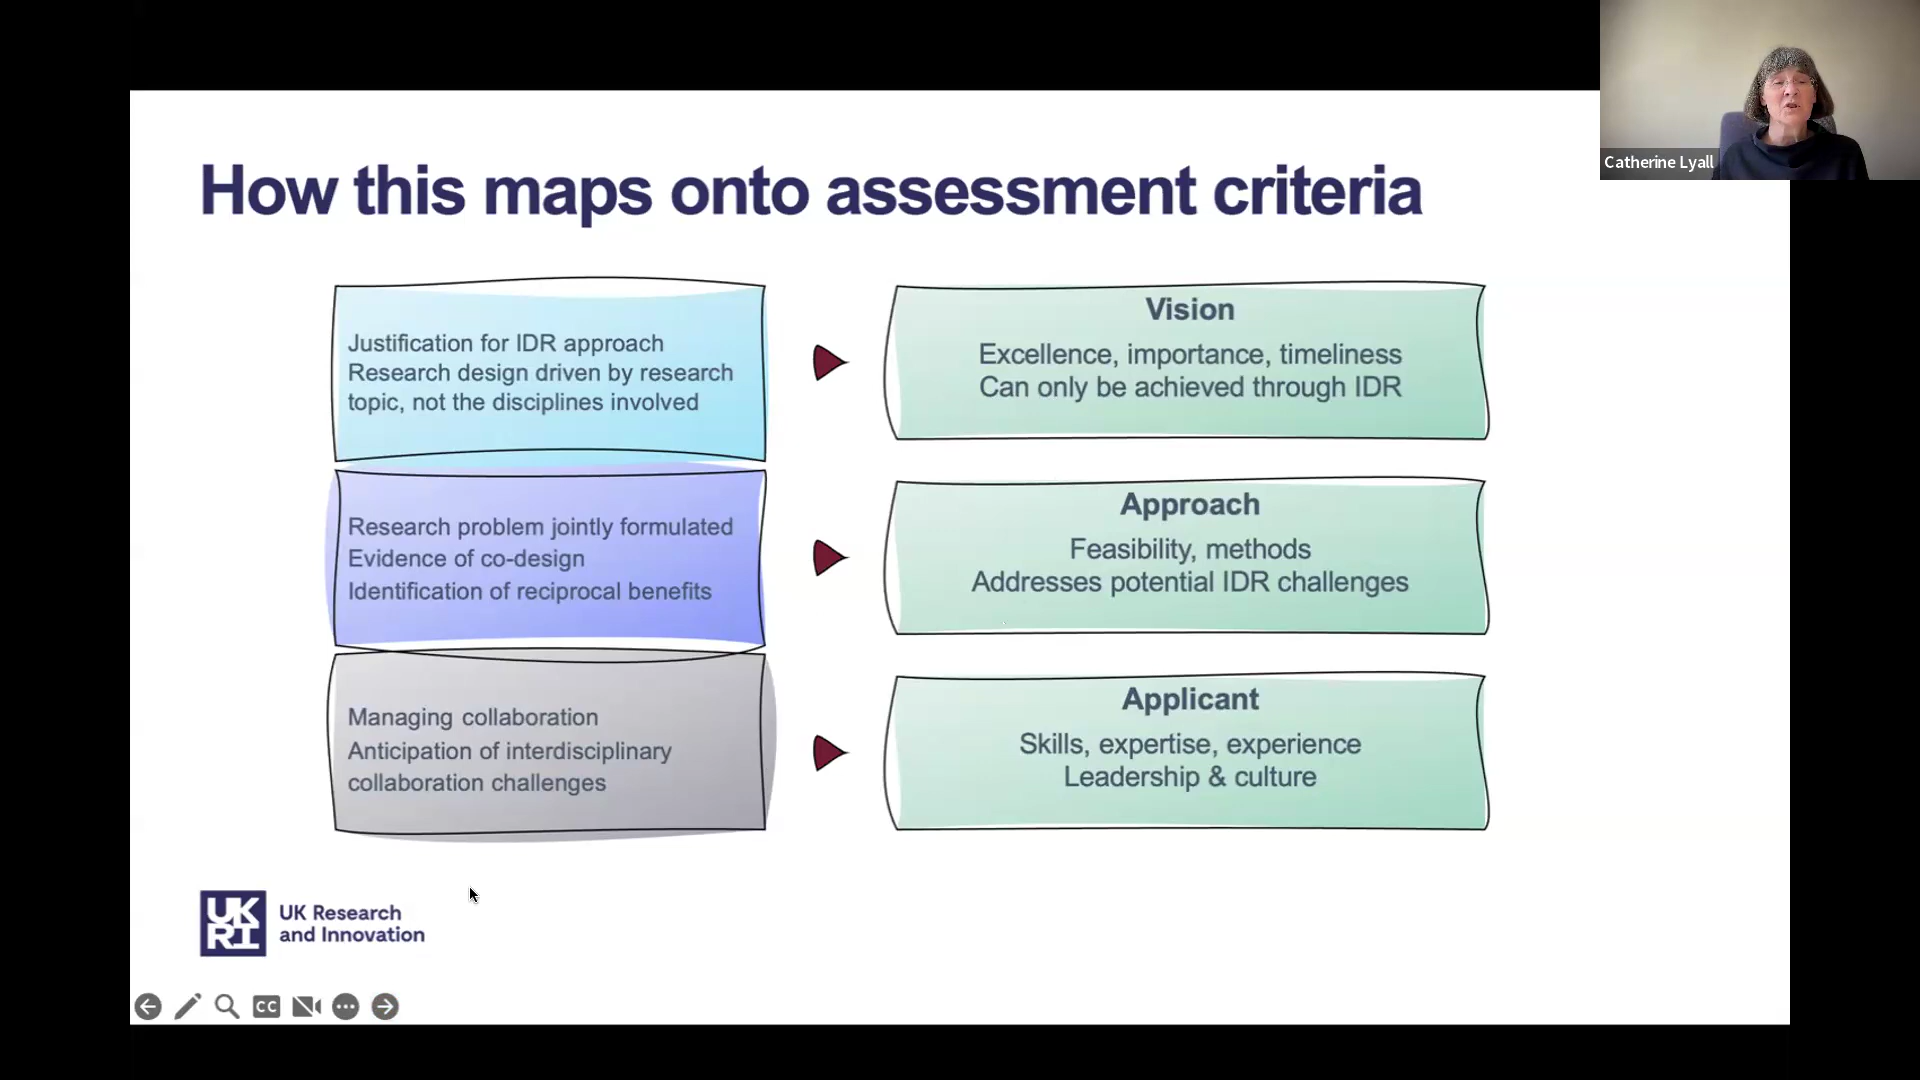 Catherine Lyall
How this maps onto assessment criteria
Justification for IDR approach
Research design driven by research
topic, not the disciplines involved
Vision
Excellence, importance, timeliness
Can only be achieved through IDR
Research problem jointly formulated
Evidence of co-design
Identification of reciprocal benefits
Approach
Feasibility, methods
Addresses potential IDR challenges
Managing collaboration
Anticipation of interdisciplinary
collaboration challenges
Applicant
Skills, expertise, experience
Leadership & culture
UK
RI
UK Research
and Innovation
CC